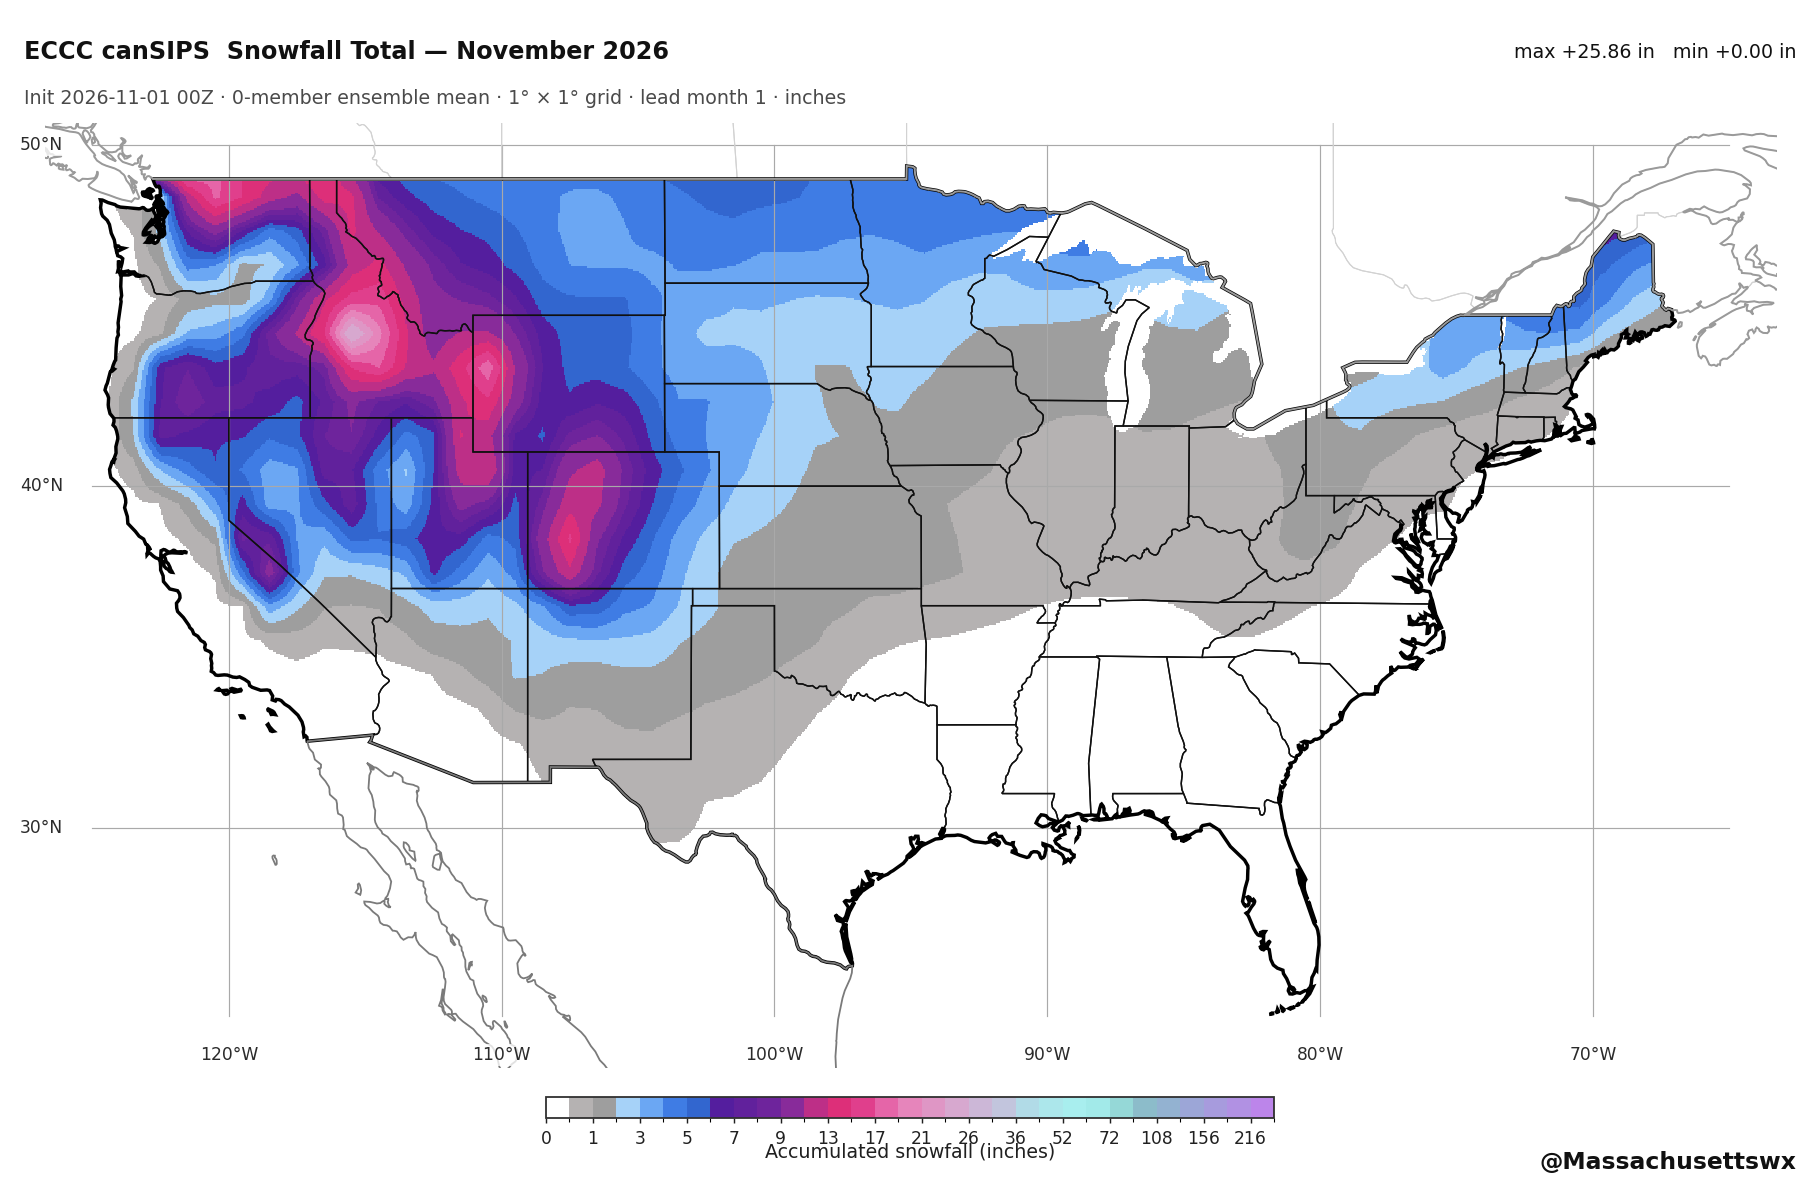 ECCC canSIPS  Snowfall Total — November 2026
max +25.86 in   min +0.00 in
Init 2026-11-01 00Z · 0-member ensemble mean · 1° × 1° grid · lead month 1 · inches
50°N
40°N
30°N
120°W 110°W 100°W 90°W 80°W 70°W
0 1 3 5 7 9 13 17 21 26 36 52 72 108 156 216
Accumulated snowfall (inches)
@Massachusettswx